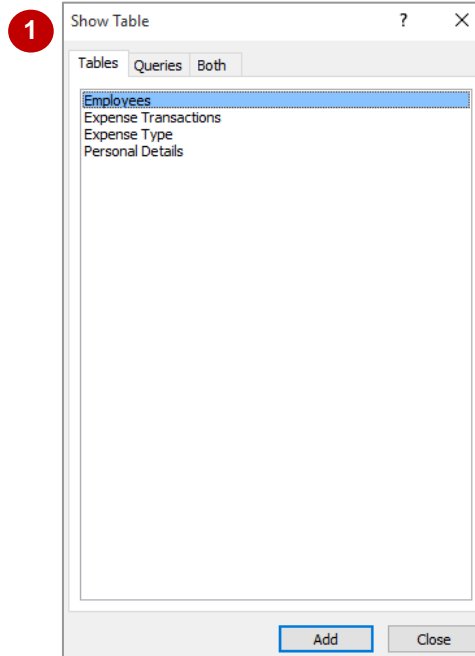 1
Show Table ? X
Tables Queries Both
Employees
Expense Transactions
Expense Type
Personal Details
Add Close